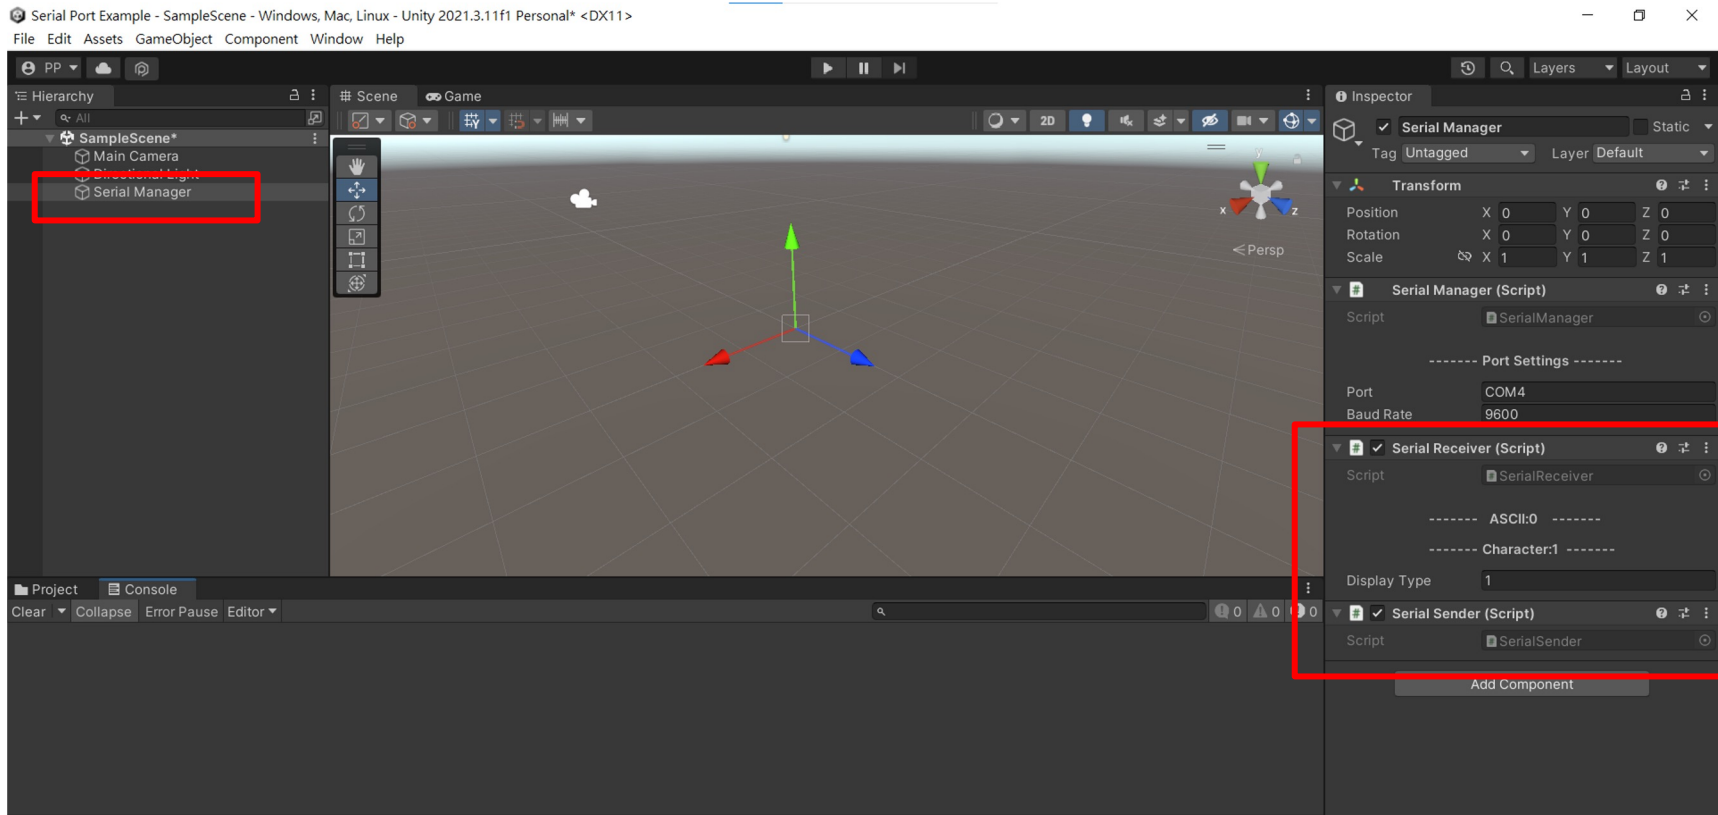 Serial Port Example - SampleScene - Windows, Mac, Linux - Unity 2021.3.11f1 Personal* <DX11>
File Edit Assets GameObject Component Window Help
PP
Layers Layout
Hierarchy
All
SampleScene*
Main Camera
Directional Light
Serial Manager
Scene Game
2D
y
x
z
Persp
Inspector
Serial Manager Static
Tag Untagged Layer Default
Transform
Position X 0 Y 0 Z 0
Rotation X 0 Y 0 Z 0
Scale X 1 Y 1 Z 1
Serial Manager (Script)
Script SerialManager
------- Port Settings -------
Port COM4
Baud Rate 9600
Serial Receiver (Script)
Script SerialReceiver
------- ASCII:0 -------
------- Character:1 -------
Display Type 1
Serial Sender (Script)
Script SerialSender
Add Component
Project Console
Clear Collapse Error Pause Editor
0 0 0